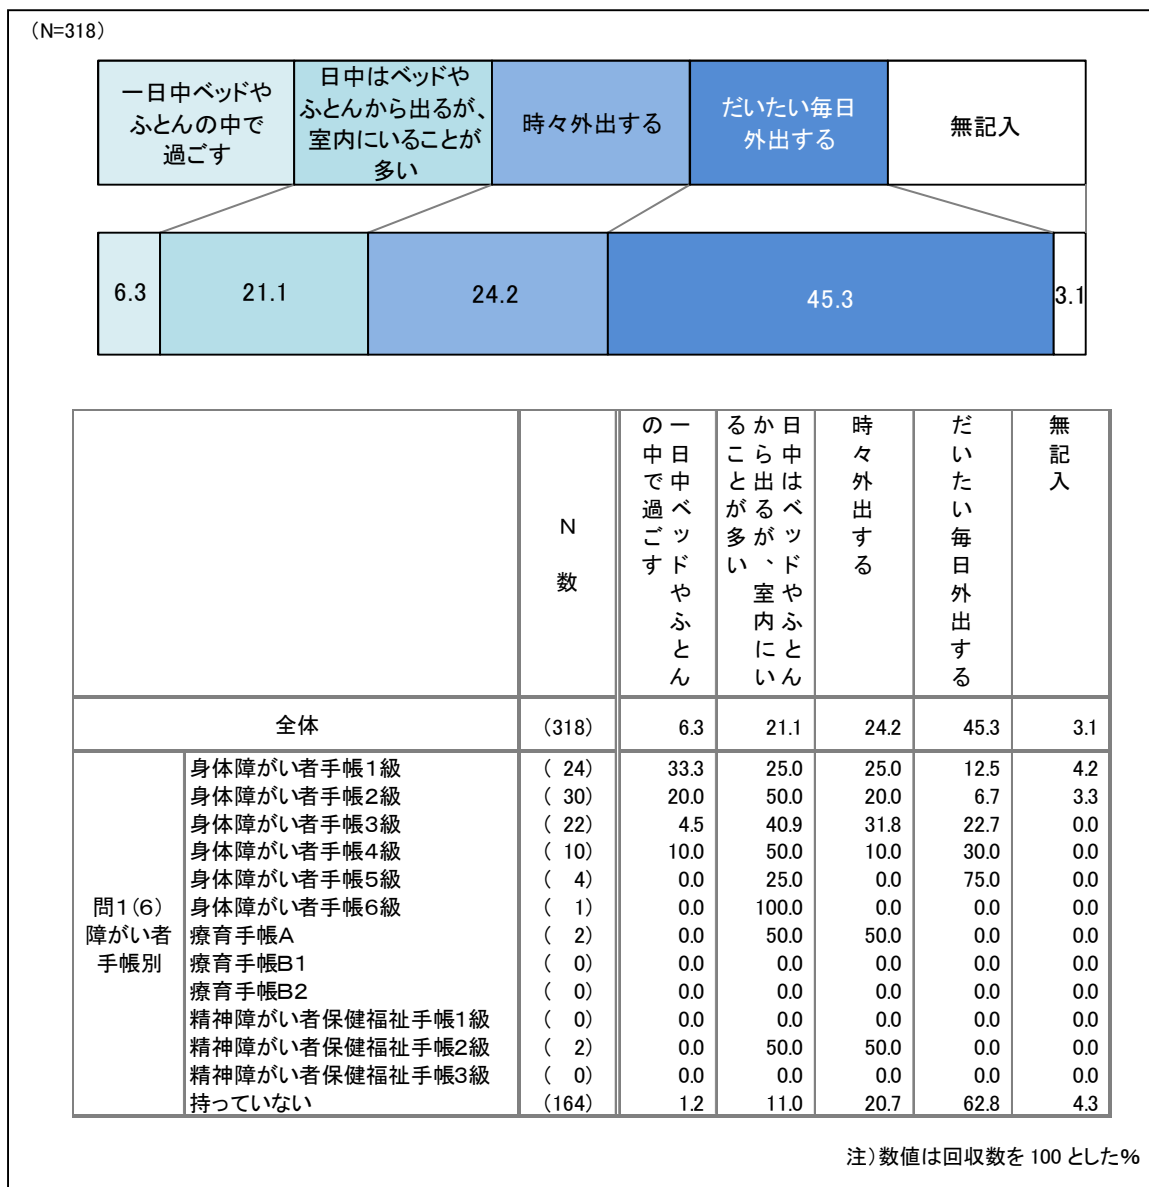 (N=318)
一日中ベッドや
ふとんの中で
過ごす
日中はベッドや
ふとんから出るが、
室内にいることが
多い
時々外出する
だいたい毎日
外出する
無記入
6.3 21.1 24.2 45.3 3.1
N数
一日中ベッドやふとん
の中で過ごす
日中はベッドやふとん
から出るが、室内にい
ることが多い
時々外出する
だいたい毎日外出する
無記入
全体 (318) 6.3 21.1 24.2 45.3 3.1
問1(6)
障がい者
手帳別
身体障がい者手帳1級 ( 24) 33.3 25.0 25.0 12.5 4.2
身体障がい者手帳2級 ( 30) 20.0 50.0 20.0 6.7 3.3
身体障がい者手帳3級 ( 22) 4.5 40.9 31.8 22.7 0.0
身体障がい者手帳4級 ( 10) 10.0 50.0 10.0 30.0 0.0
身体障がい者手帳5級 ( 4) 0.0 25.0 0.0 75.0 0.0
身体障がい者手帳6級 ( 1) 0.0 100.0 0.0 0.0 0.0
療育手帳A ( 2) 0.0 50.0 50.0 0.0 0.0
療育手帳B1 ( 0) 0.0 0.0 0.0 0.0 0.0
療育手帳B2 ( 0) 0.0 0.0 0.0 0.0 0.0
精神障がい者保健福祉手帳1級 ( 0) 0.0 0.0 0.0 0.0 0.0
精神障がい者保健福祉手帳2級 ( 2) 0.0 50.0 50.0 0.0 0.0
精神障がい者保健福祉手帳3級 ( 0) 0.0 0.0 0.0 0.0 0.0
持っていない (164) 1.2 11.0 20.7 62.8 4.3
注)数値は回収数を 100 とした%